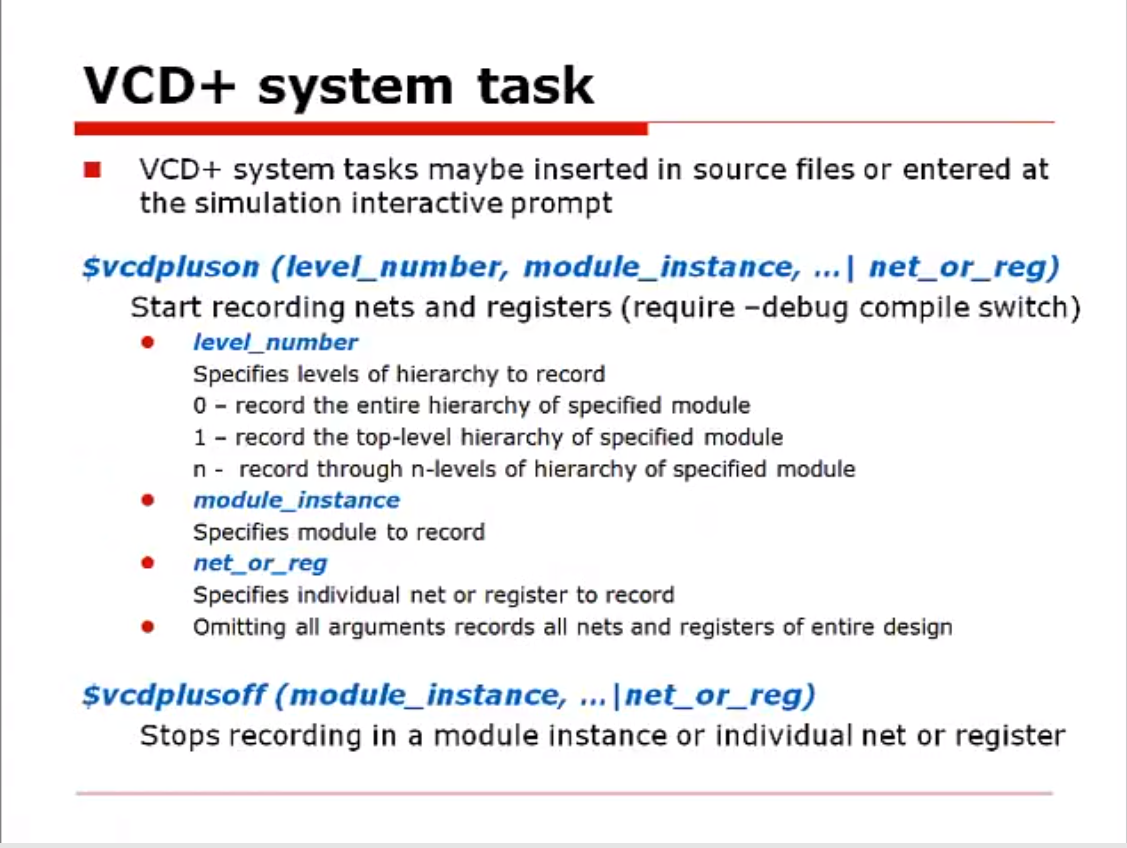 VCD+ system task
VCD+ system tasks maybe inserted in source files or entered at
the simulation interactive prompt
$vcdpluson (level_number, module_instance, ...| net_or_reg)
Start recording nets and registers (require –debug compile switch)
level_number
Specifies levels of hierarchy to record
0 – record the entire hierarchy of specified module
1 – record the top-level hierarchy of specified module
n - record through n-levels of hierarchy of specified module
module_instance
Specifies module to record
net_or_reg
Specifies individual net or register to record
Omitting all arguments records all nets and registers of entire design
$vcdplusoff (module_instance, ...|net_or_reg)
Stops recording in a module instance or individual net or register